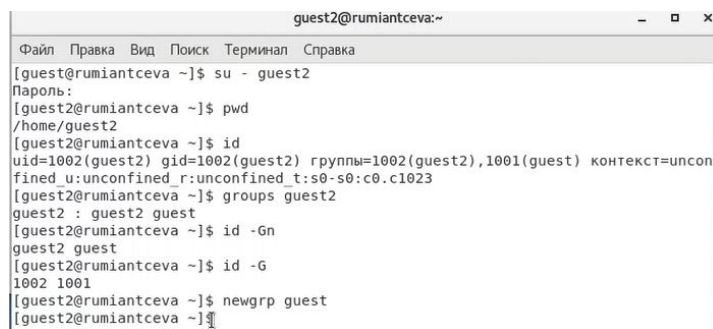 guest2@rumiantceva:~
Файл Правка Вид Поиск Терминал Справка
[guest@rumiantceva ~]$ su - guest2
Пароль:
[guest2@rumiantceva ~]$ pwd
/home/guest2
[guest2@rumiantceva ~]$ id
uid=1002(guest2) gid=1002(guest2) группы=1002(guest2),1001(guest) контекст=uncon
fined_u:unconfined_r:unconfined_t:s0-s0:c0.c1023
[guest2@rumiantceva ~]$ groups guest2
guest2 : guest2 guest
[guest2@rumiantceva ~]$ id -Gn
guest2 guest
[guest2@rumiantceva ~]$ id -G
1002 1001
[guest2@rumiantceva ~]$ newgrp guest
[guest2@rumiantceva ~]$